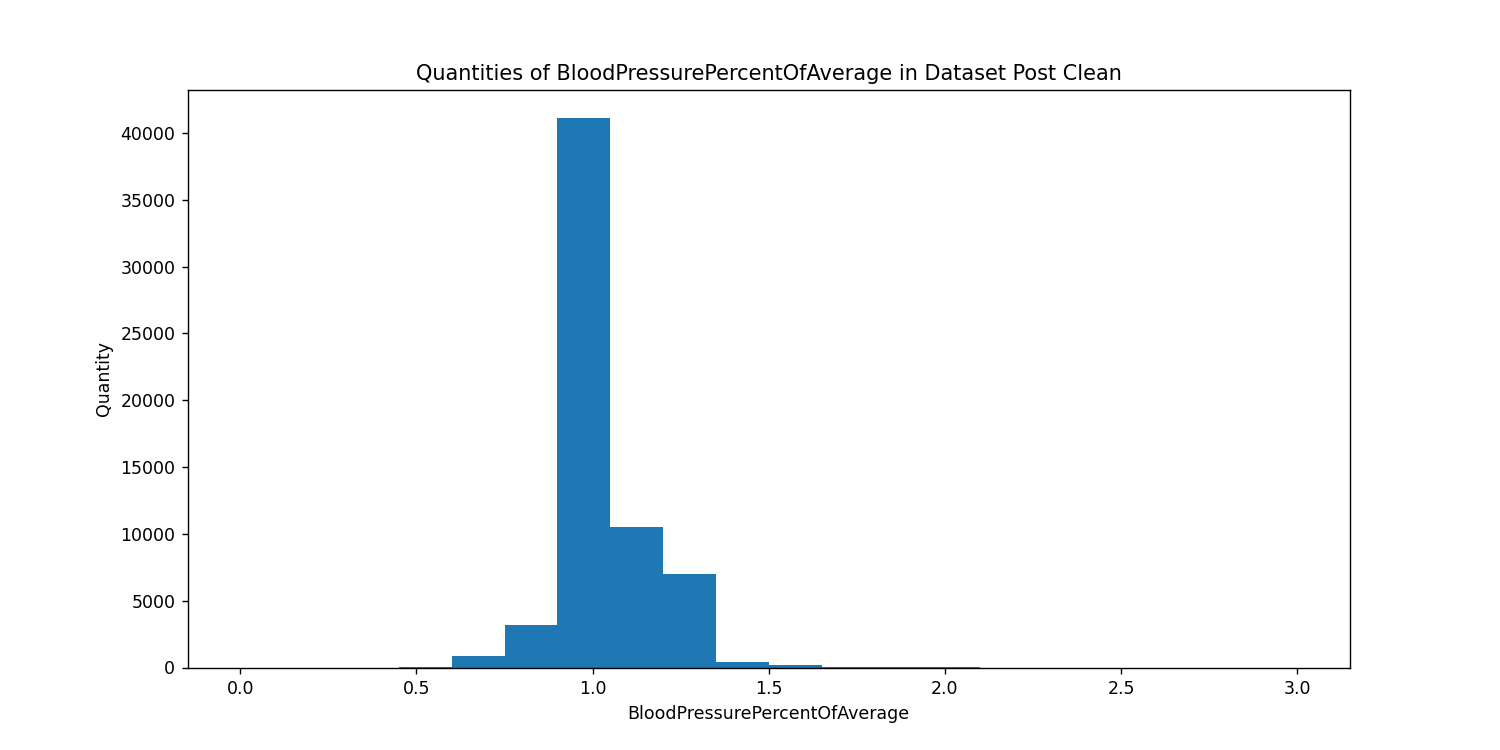 Quantities of BloodPressurePercentOfAverage in Dataset Post Clean
40000
35000
30000
25000
20000
15000
10000
5000
0
Quantity
0.0 0.5 1.0 1.5 2.0 2.5 3.0
BloodPressurePercentOfAverage